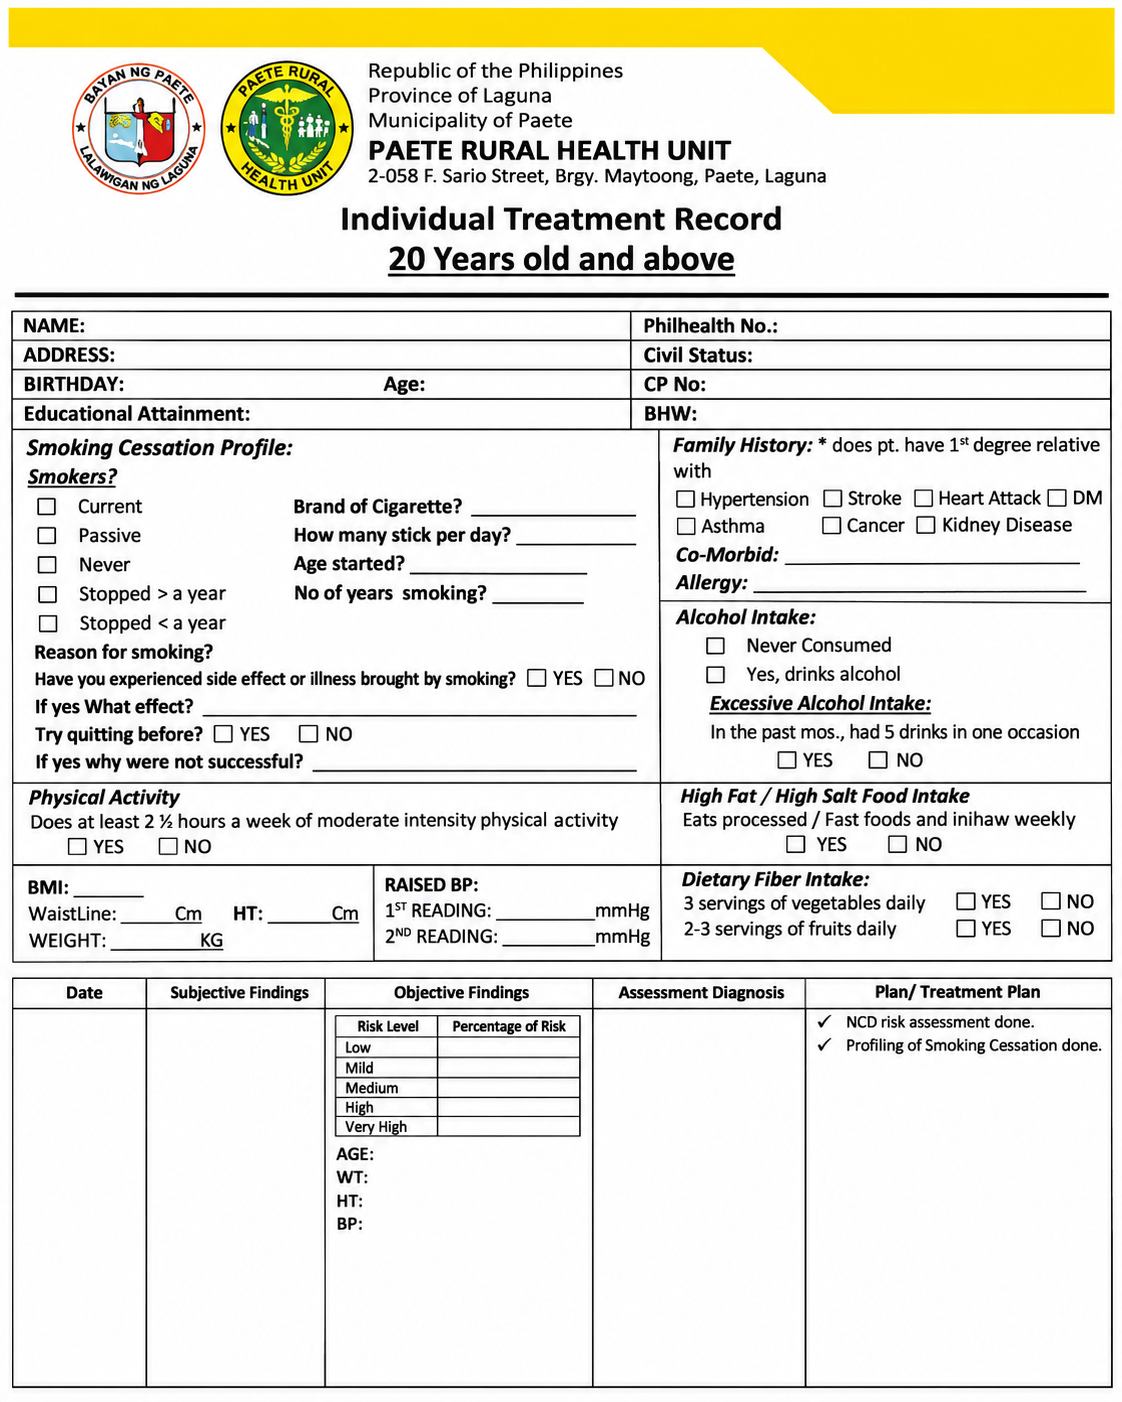 BAYAN NG PAETE
LALAWIGAN NG LAGUNA
PAETE RURAL
HEALTH UNIT
Republic of the Philippines
Province of Laguna
Municipality of Paete
PAETE RURAL HEALTH UNIT
2-058 F. Sario Street, Brgy. Maytoong, Paete, Laguna
Individual Treatment Record
20 Years old and above
NAME:
Philhealth No.:
ADDRESS:
Civil Status:
BIRTHDAY: Age:
CP No:
Educational Attainment:
BHW:
Smoking Cessation Profile:
Smokers?
Current Brand of Cigarette?
Passive How many stick per day?
Never Age started?
Stopped > a year No of years smoking?
Stopped < a year
Reason for smoking?
Have you experienced side effect or illness brought by smoking? YES NO
If yes What effect?
Try quitting before? YES NO
If yes why were not successful?
Family History: * does pt. have 1st degree relative
with
Hypertension Stroke Heart Attack DM
Asthma Cancer Kidney Disease
Co-Morbid:
Allergy:
Alcohol Intake:
Never Consumed
Yes, drinks alcohol
Excessive Alcohol Intake:
In the past mos., had 5 drinks in one occasion
YES NO
Physical Activity
Does at least 2 ½ hours a week of moderate intensity physical activity
YES NO
High Fat / High Salt Food Intake
Eats processed / Fast foods and inihaw weekly
YES NO
BMI:
WaistLine: Cm HT: Cm
WEIGHT: KG
RAISED BP:
1ST READING: mmHg
2ND READING: mmHg
Dietary Fiber Intake:
3 servings of vegetables daily YES NO
2-3 servings of fruits daily YES NO
Date Subjective Findings Objective Findings Assessment Diagnosis Plan/ Treatment Plan
Risk Level Percentage of Risk
Low
Mild
Medium
High
Very High
AGE:
WT:
HT:
BP:
✓ NCD risk assessment done.
✓ Profiling of Smoking Cessation done.